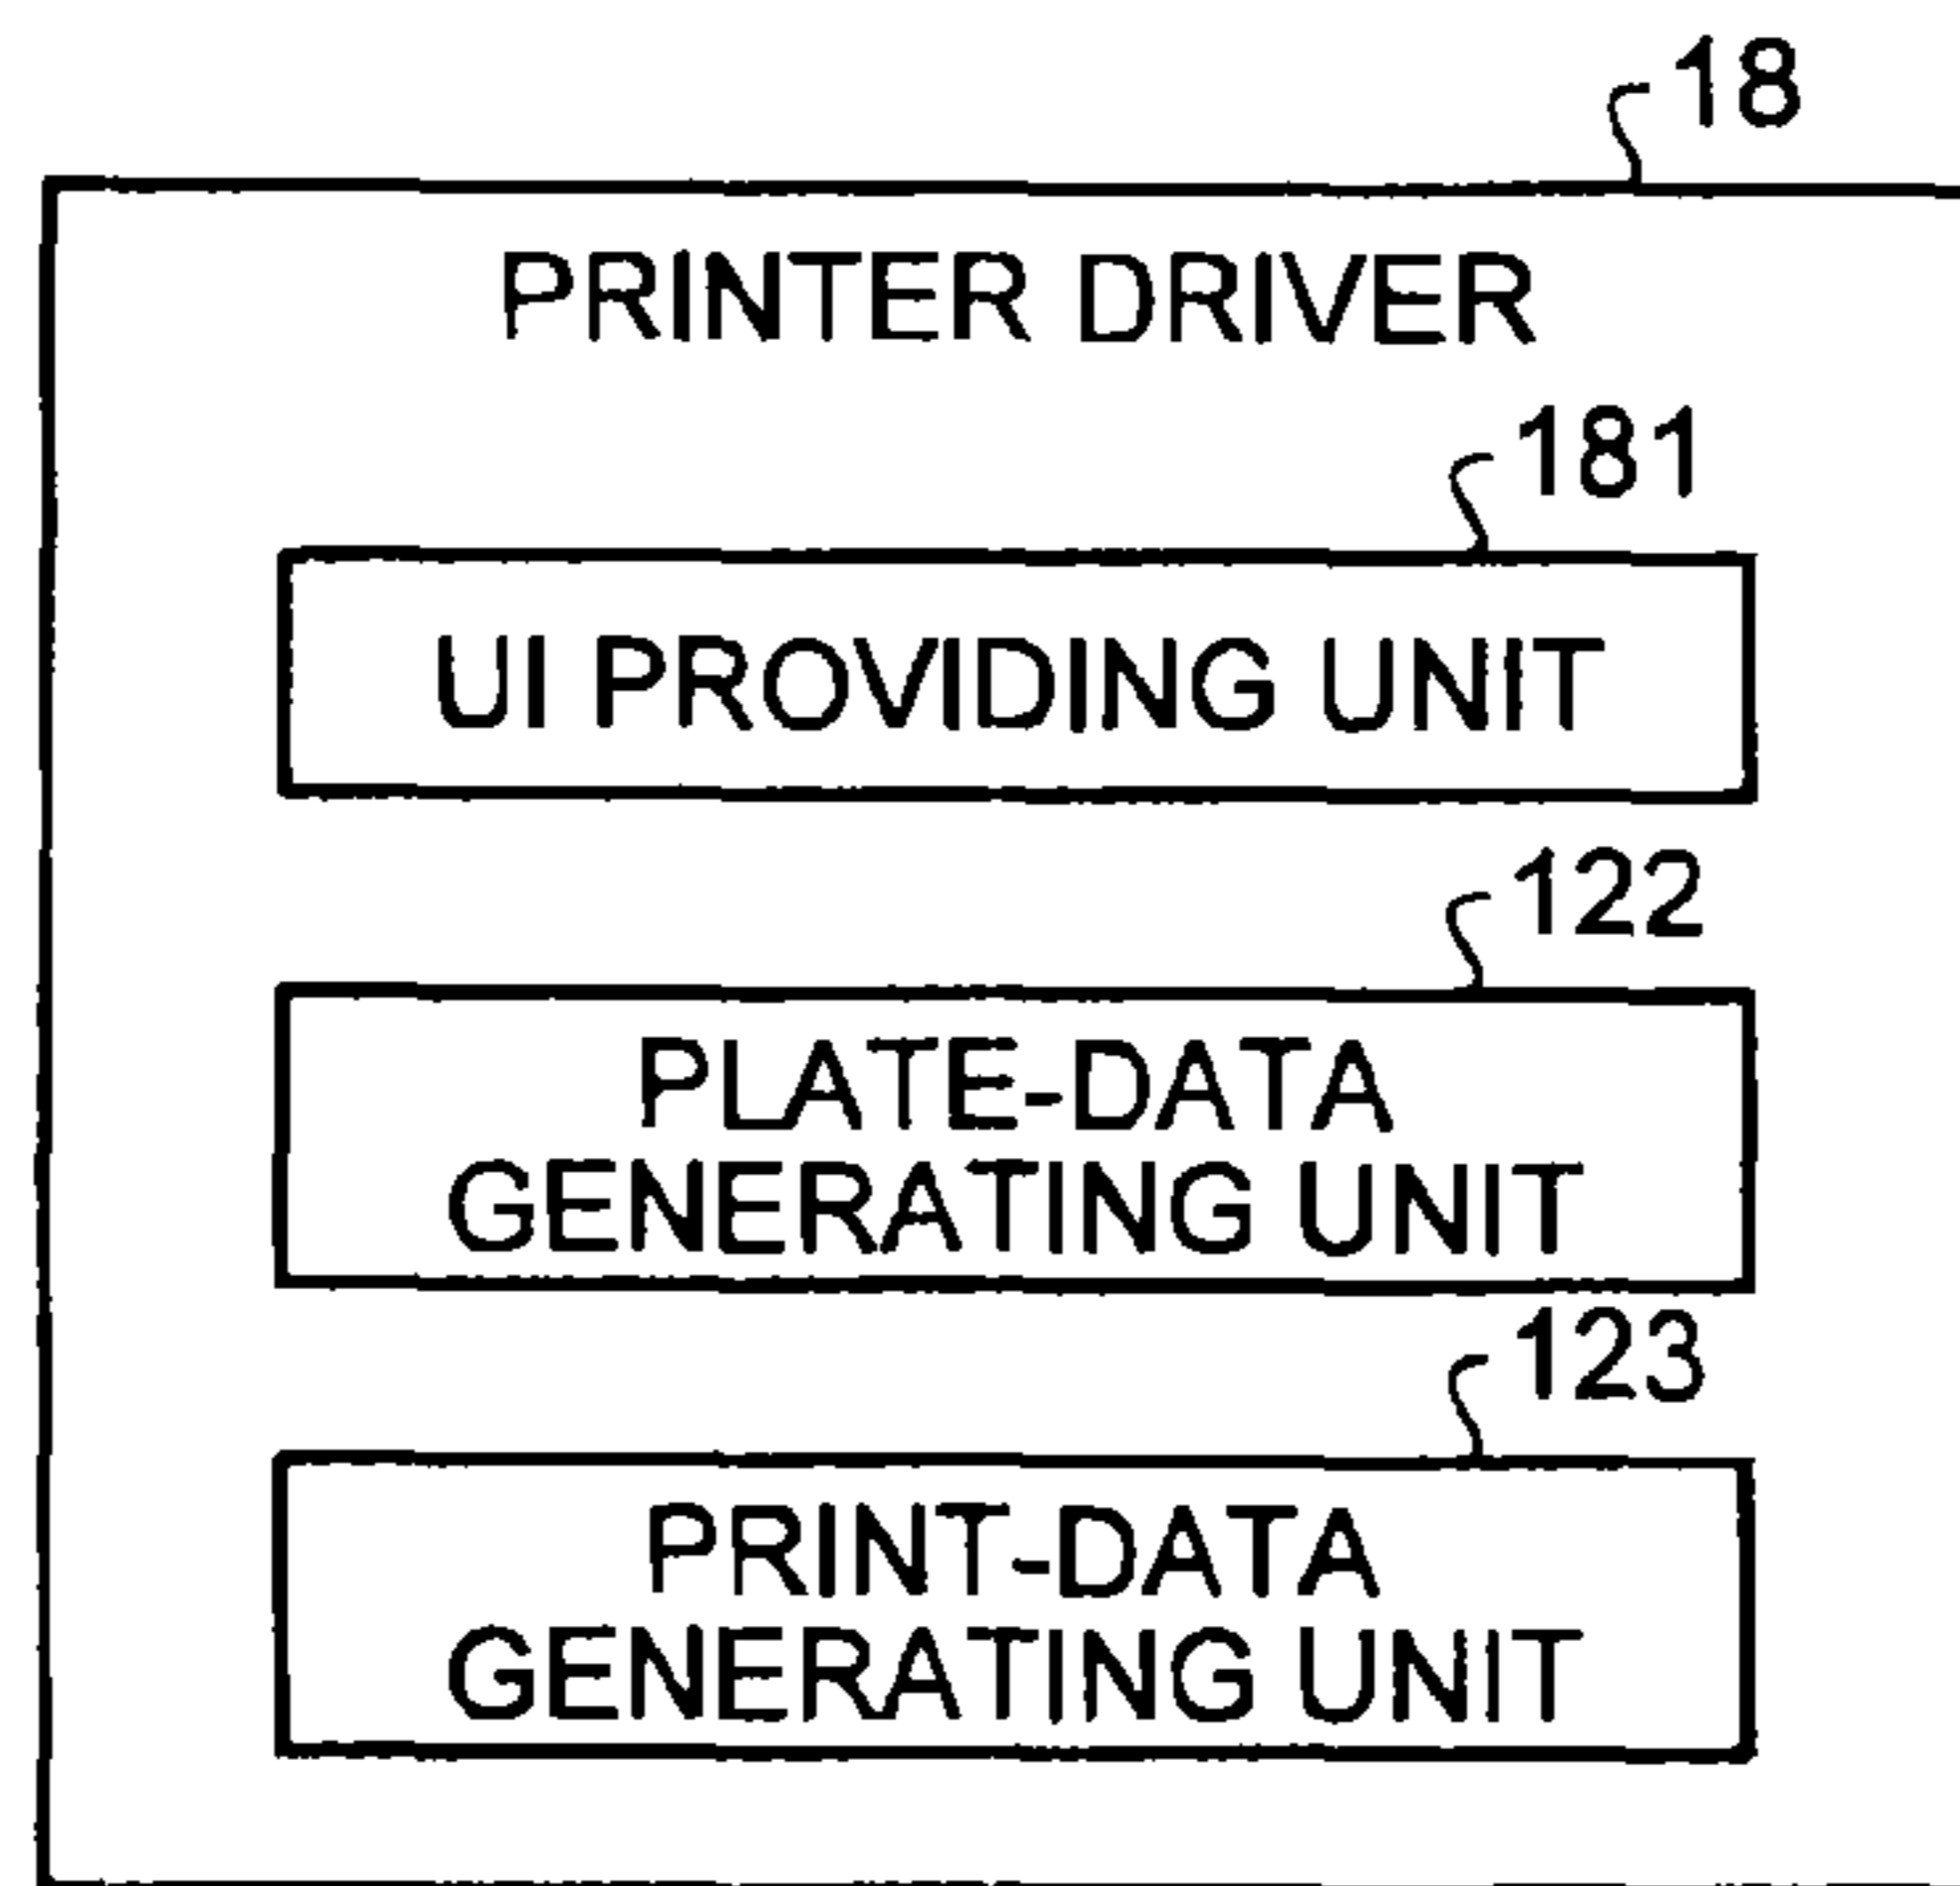 18
PRINTER DRIVER
181
UI PROVIDING UNIT
122
PLATE-DATA
GENERATING UNIT
123
PRINT-DATA
GENERATING UNIT